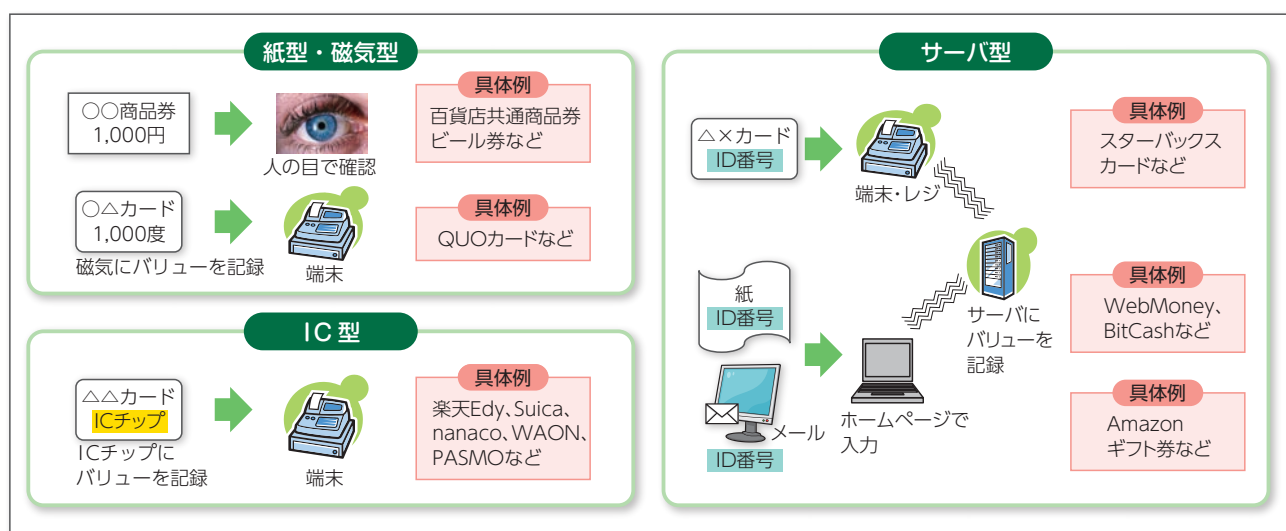 紙型・磁気型
○○商品券
1,000円
人の目で確認
具体例
百貨店共通商品券
ビール券など
○△カード
1,000度
磁気にバリューを記録
端末
具体例
QUOカードなど
IC型
△△カード
ICチップ
ICチップに
バリューを記録
端末
具体例
楽天Edy、Suica、
nanaco、WAON、
PASMOなど
サーバ型
△×カード
ID番号
端末・レジ
具体例
スターバックス
カードなど
紙
ID番号
メール
ID番号
ホームページで
入力
サーバに
バリューを
記録
具体例
WebMoney、
BitCashなど
具体例
Amazon
ギフト券など